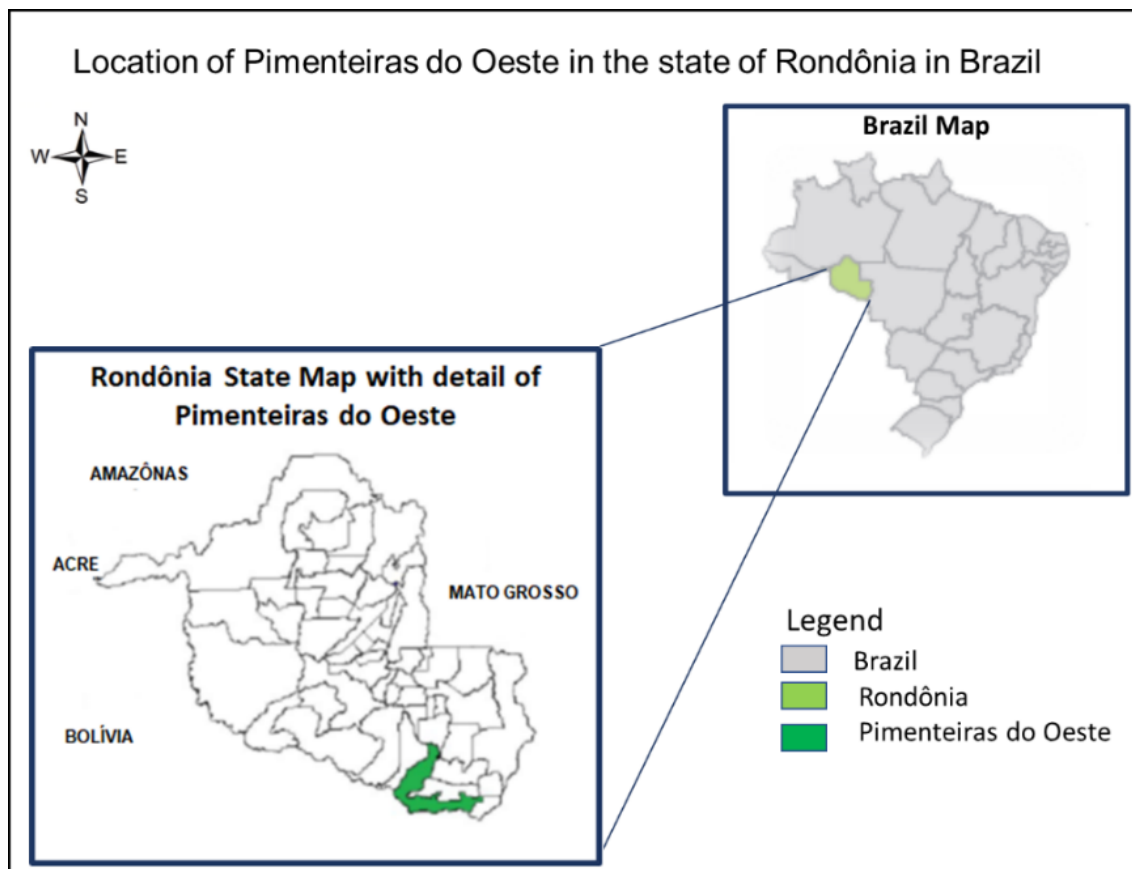 Location of Pimenteiras do Oeste in the state of Rondônia in Brazil
N
W E
S
Brazil Map
Rondônia State Map with detail of
Pimenteiras do Oeste
AMAZÔNAS
ACRE
MATO GROSSO
BOLÍVIA
Legend
Brazil
Rondônia
Pimenteiras do Oeste